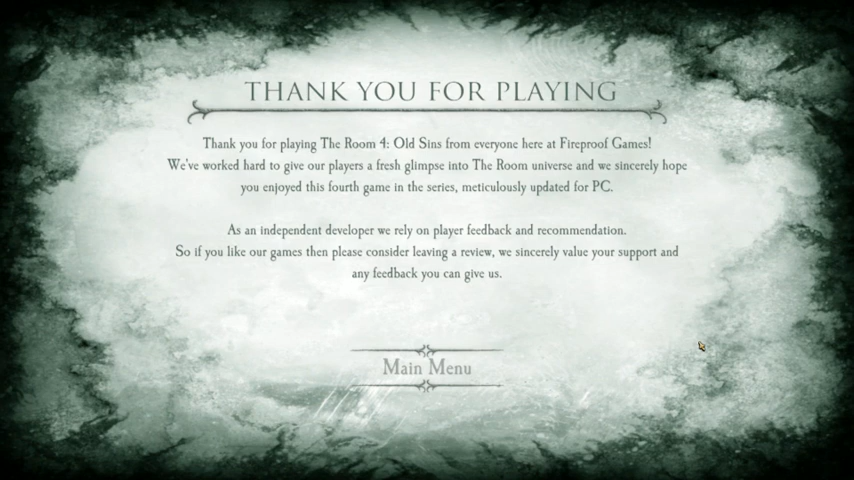 THANK YOU FOR PLAYING
Thank you for playing The Room 4: Old Sins from everyone here at Fireproof Games!
We've worked hard to give our players a fresh glimpse into The Room universe and we sincerely hope
you enjoyed this fourth game in the series, meticulously updated for PC.
As an independent developer we rely on player feedback and recommendation.
So if you like our games then please consider leaving a review, we sincerely value your support and
any feedback you can give us.
Main Menu